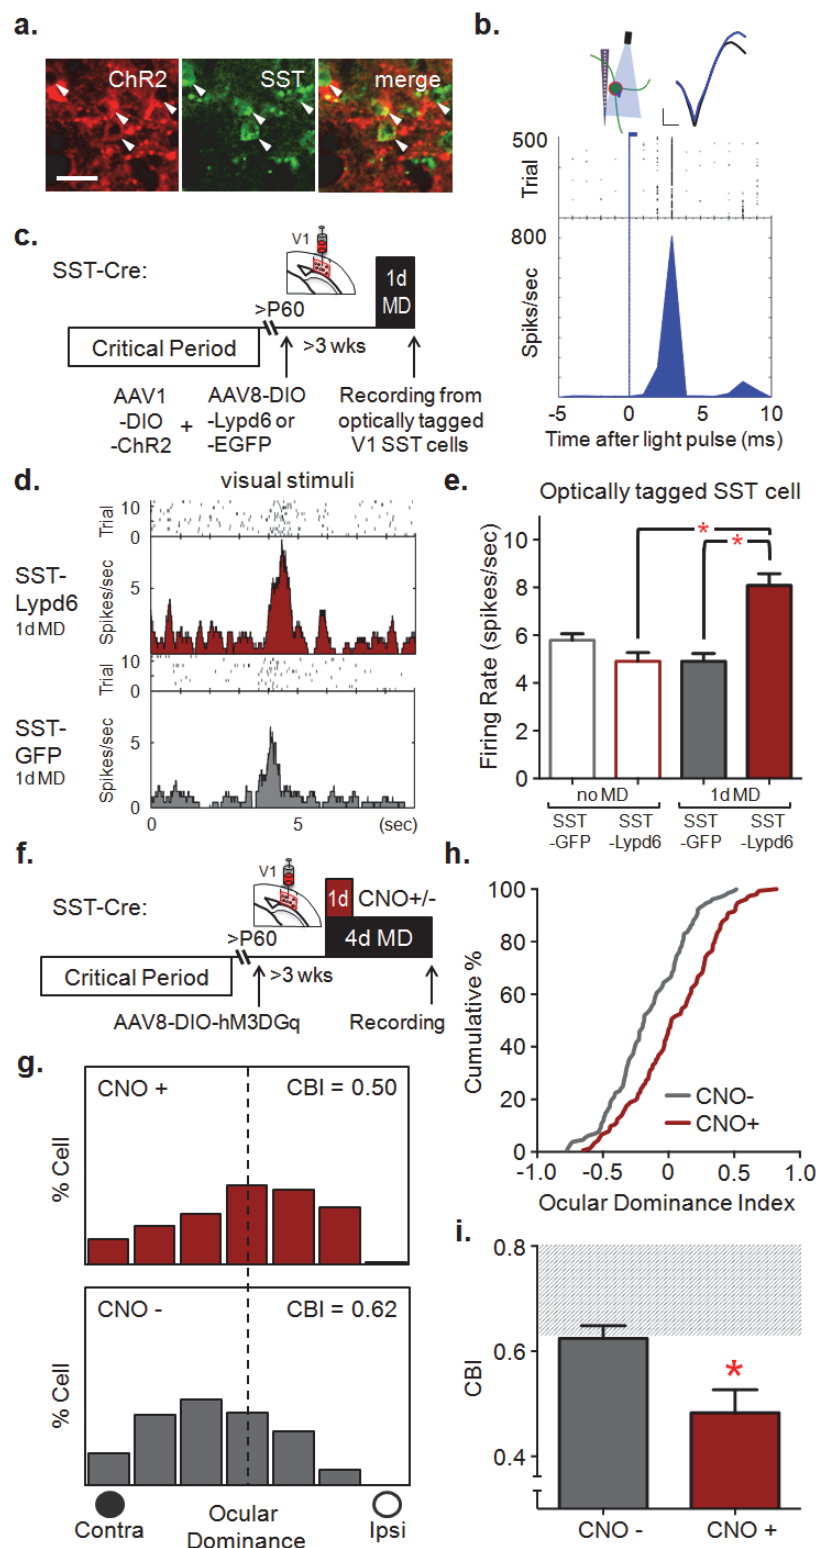 a.
ChR2
SST
merge
b.
500
Trial
800
Spikes/sec
-5
0
5
10
Time after light pulse (ms)
c.
SST-Cre:
V1
1d
MD
>P60
>3 wks
Critical Period
AAV1
-DIO
-ChR2
+
AAV8-DIO
-Lypd6 or
-EGFP
Recording from
optically tagged
V1 SST cells
d.
visual stimuli
10
Trial
0
SST-
Lypd6
1d MD
5
Spikes/sec
0
10
Trial
0
SST-
GFP
1d MD
5
Spikes/sec
0
0
5
(sec)
e.
Optically tagged SST cell
*
*
10
8
6
4
2
0
Firing Rate (spikes/sec)
no MD
1d MD
SST
-GFP
SST
-Lypd6
SST
-GFP
SST
-Lypd6
f.
SST-Cre:
V1
1d
CNO+/-
4d MD
>P60
>3 wks
Critical Period
AAV8-DIO-hM3DGq
Recording
g.
CNO +
CBI = 0.50
% Cell
CNO -
CBI = 0.62
% Cell
Contra
Ocular
Dominance
Ipsi
h.
100
80
60
40
20
0
Cumulative %
CNO-
CNO+
-1.0
-0.5
0
0.5
1.0
Ocular Dominance Index
i.
0.8
0.6
0.4
CBI
*
CNO -
CNO +